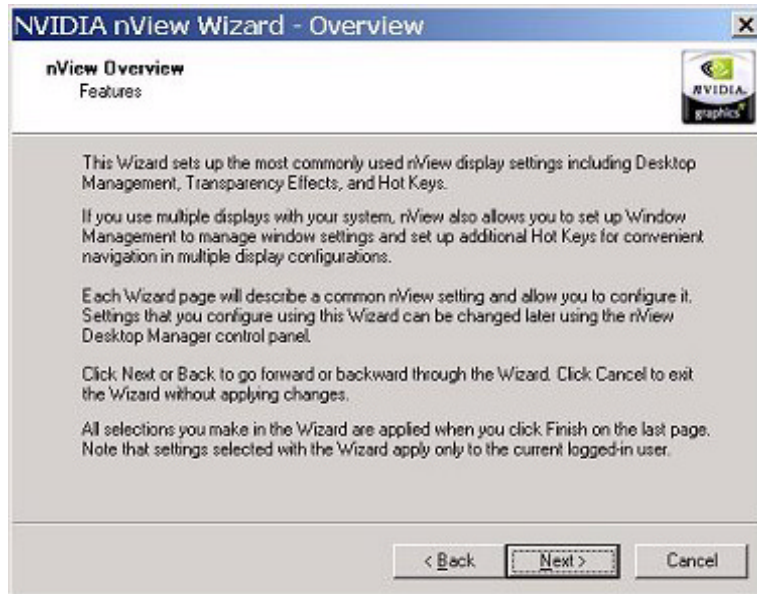 NVIDIA nView Wizard - Overview
nView Overview
Features
NVIDIA.
graphics
This Wizard sets up the most commonly used nView display settings including Desktop
Management, Transparency Effects, and Hot Keys.
If you use multiple displays with your system, nView also allows you to set up Window
Management to manage window settings and set up additional Hot Keys for convenient
navigation in multiple display configurations.
Each Wizard page will describe a common nView setting and allow you to configure it.
Settings that you configure using this Wizard can be changed later using the nView
Desktop Manager control panel.
Click Next or Back to go forward or backward through the Wizard. Click Cancel to exit
the Wizard without applying changes.
All selections you make in the Wizard are applied when you click Finish on the last page.
Note that settings selected with the Wizard apply only to the current logged-in user.
< Back Next > Cancel